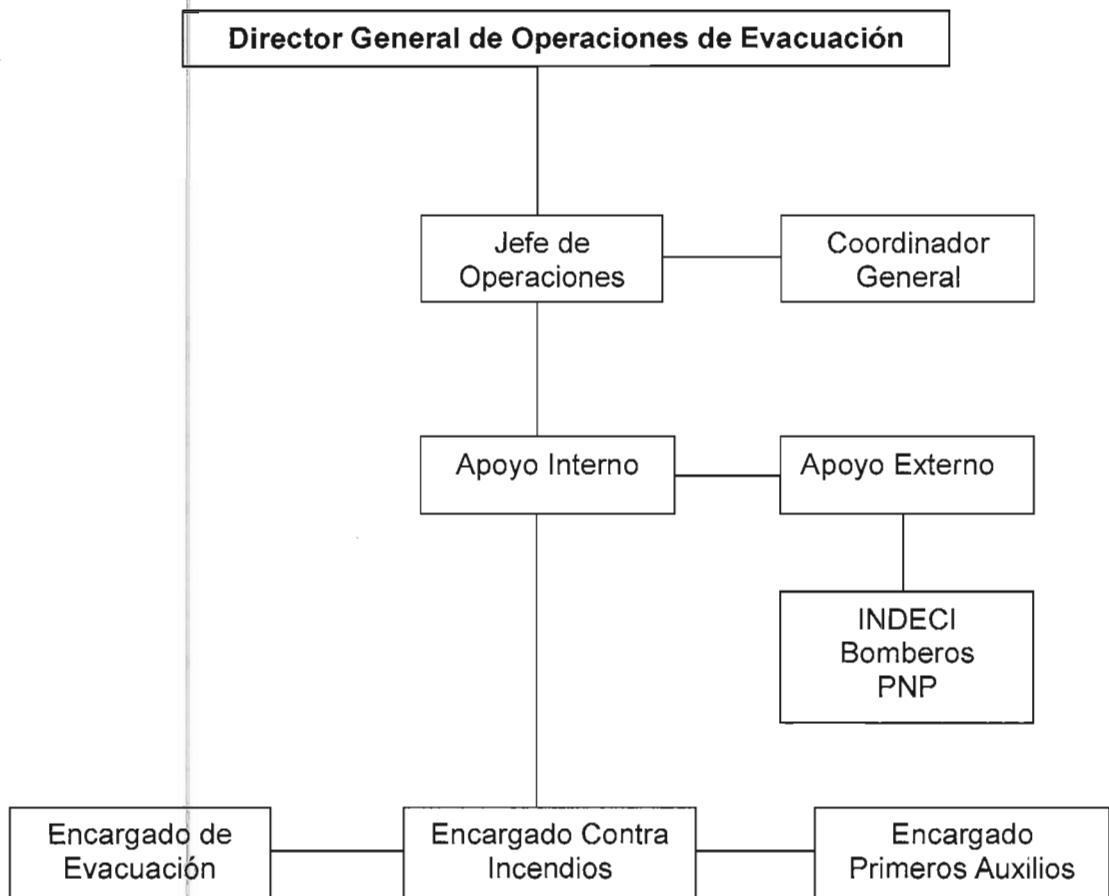 Director General de Operaciones de Evacuación
Jefe de
Operaciones
Coordinador
General
Apoyo Interno
Apoyo Externo
INDECI
Bomberos
PNP
Encargado de
Evacuación
Encargado Contra
Incendios
Encargado
Primeros Auxilios